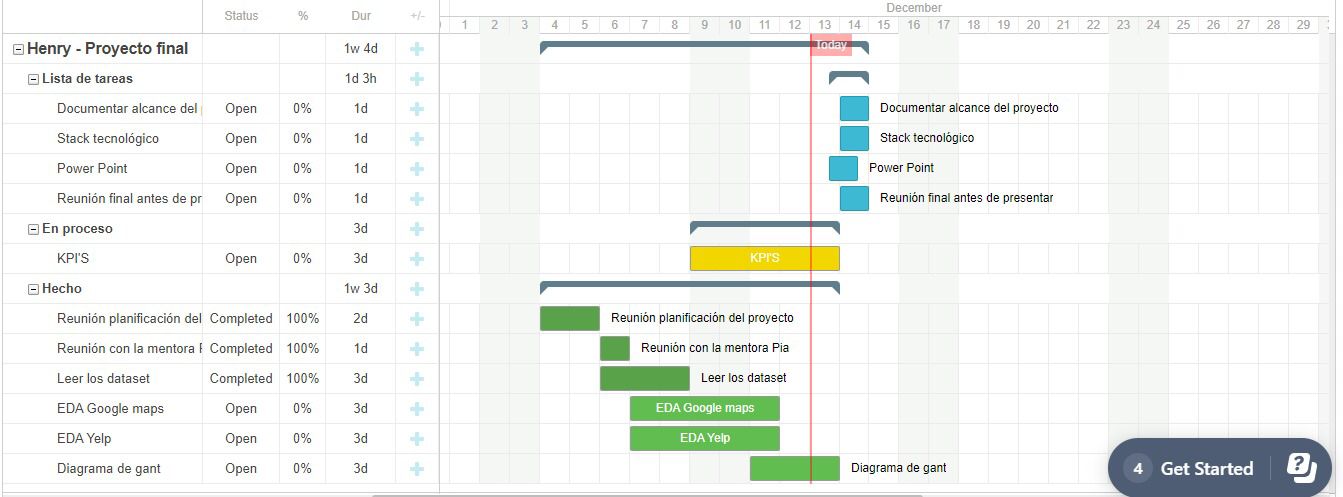 December
Status % Dur +/-
1 2 3 4 5 6 7 8 9 10 11 12 13 14 15 16 17 18 19 20 21 22 23 24 25 26 27 28 29
Henry - Proyecto final 1w 4d Today
Lista de tareas 1d 3h
Documentar alcance del Open 0% 1d Documentar alcance del proyecto
Stack tecnológico Open 0% 1d Stack tecnológico
Power Point Open 0% 1d Power Point
Reunión final antes de pr Open 0% 1d Reunión final antes de presentar
En proceso 3d
KPI'S Open 0% 3d KPI'S
Hecho 1w 3d
Reunión planificación del Completed 100% 2d Reunión planificación del proyecto
Reunión con la mentora Completed 100% 1d Reunión con la mentora Pia
Leer los dataset Completed 100% 3d Leer los dataset
EDA Google maps Open 0% 3d EDA Google maps
EDA Yelp Open 0% 3d EDA Yelp
Diagrama de gant Open 0% 3d Diagrama de gant
4 Get Started